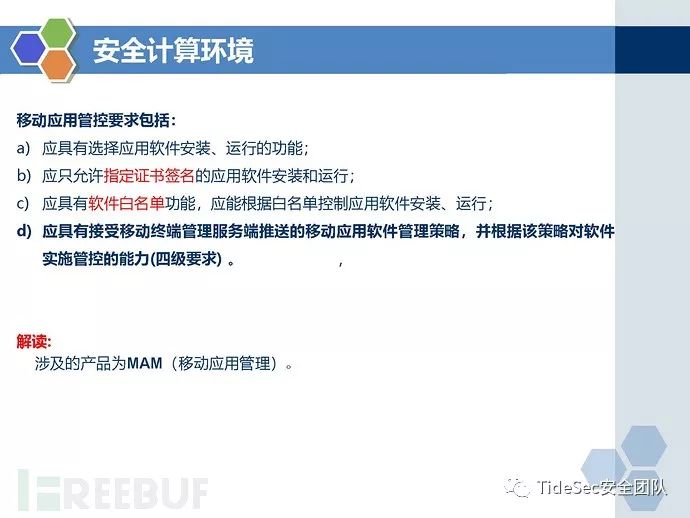 安全计算环境
移动应用管控要求包括：
a） 应具有选择应用软件安装、运行的功能；
b） 应只允许指定证书签名的应用软件安装和运行；
c） 应具有软件白名单功能，应能根据白名单控制应用软件安装、运行；
d） 应具有接受移动终端管理服务端推送的移动应用软件管理策略，并根据该策略对软件
实施管控的能力(四级要求) 。 ，
解读:
涉及的产品为MAM（移动应用管理）。
FREEBUF
TideSec安全团队